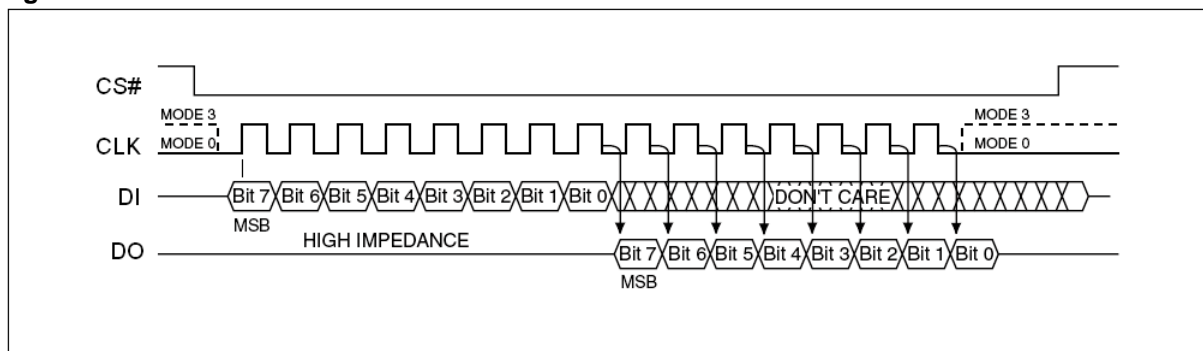 CS#
MODE 3 MODE 3
CLK MODE 0 MODE 0
DI Bit 7 Bit 6 Bit 5 Bit 4 Bit 3 Bit 2 Bit 1 Bit 0 DON'T CARE
MSB
HIGH IMPEDANCE
DO Bit 7 Bit 6 Bit 5 Bit 4 Bit 3 Bit 2 Bit 1 Bit 0
MSB